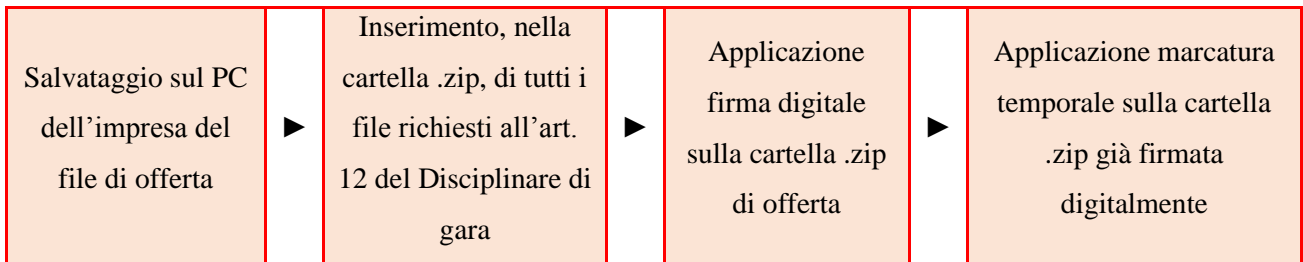 Salvataggio sul PC
dell’impresa del
file di offerta
►
Inserimento, nella
cartella .zip, di tutti i
file richiesti all’art.
12 del Disciplinare di
gara
►
Applicazione
firma digitale
sulla cartella .zip
di offerta
►
Applicazione marcatura
temporale sulla cartella
.zip già firmata
digitalmente